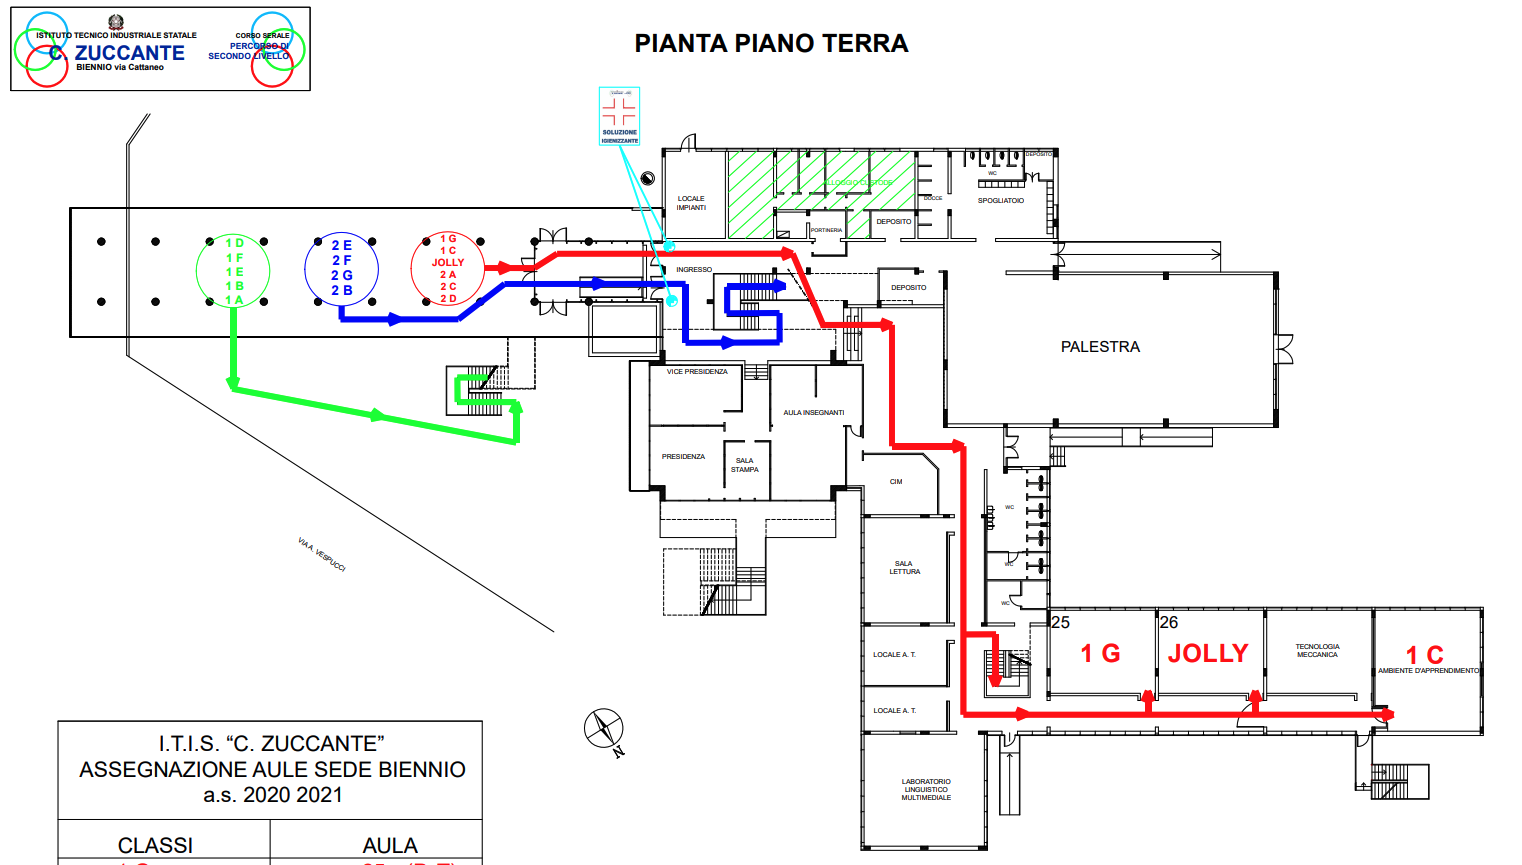 ISTITUTO TECNICO INDUSTRIALE STATALE
C. ZUCCANTE
BIENNIO via Cattaneo
CORSO SERALE
PERCORSO DI
SECONDO LIVELLO
PIANTA PIANO TERRA
SOLUZIONE
IGIENIZZANTE
LOCALE
IMPIANTI
ALLOGGIO CUSTODE
PORTINERIA
DEPOSITO
DOCCE
WC
DEPOSITO
SPOGLIATOIO
1 D
1 F
1 E
1 B
1 A
2 E
2 F
2 G
2 B
1 G
1 C
JOLLY
2 A
2 C
2 D
INGRESSO
DEPOSITO
PALESTRA
VICE PRESIDENZA
AULA INSEGNANTI
PRESIDENZA
SALA
STAMPA
CIM
WC
SALA
LETTURA
WC
WC
VIA A. VESPUCCI
LOCALE A. T.
LOCALE A. T.
25
1 G
26
JOLLY
TECNOLOGIA
MECCANICA
1 C
AMBIENTE D'APPRENDIMENTO
N
LABORATORIO
LINGUISTICO
MULTIMEDIALE
I.T.I.S. “C. ZUCCANTE”
ASSEGNAZIONE AULE SEDE BIENNIO
a.s. 2020 2021
CLASSI
AULA